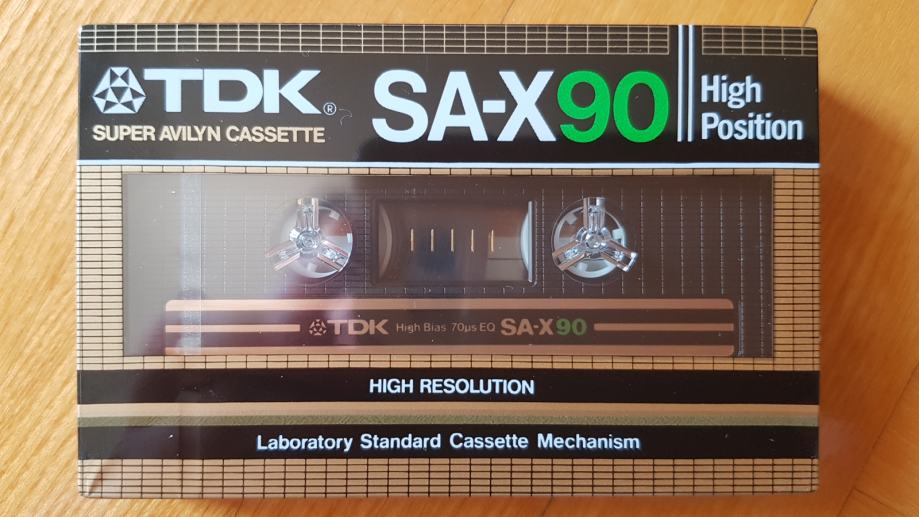 TDK®
SUPER AVILYN CASSETTE
SA-X90
High
Position
TDK High Bias 70µs EQ SA-X90
HIGH RESOLUTION
Laboratory Standard Cassette Mechanism